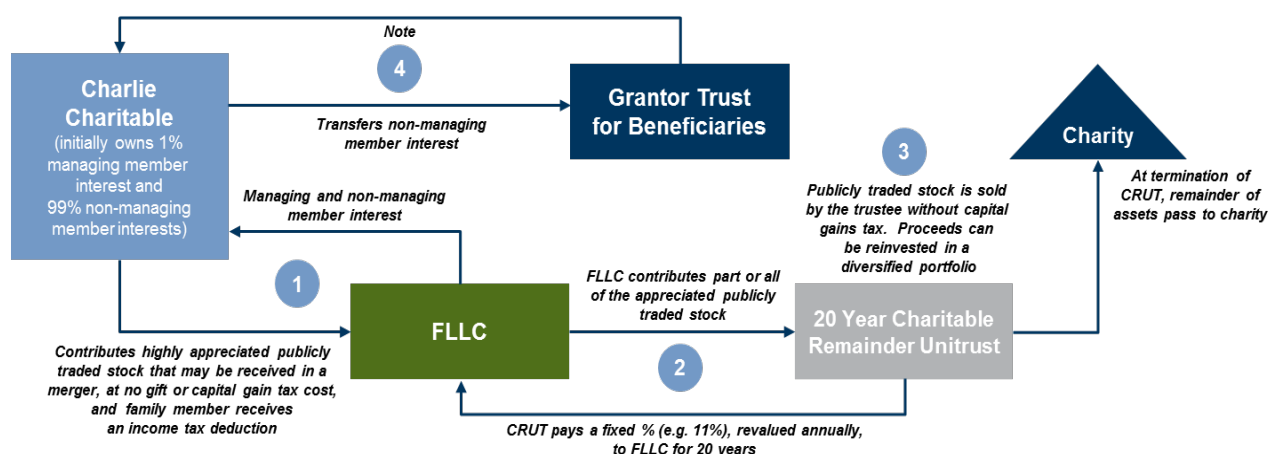 Note
4
Charlie
Charitable
(initially owns 1%
managing member
interest and
99% non-managing
member interests)
Grantor Trust
for Beneficiaries
Transfers non-managing
member interest
3
Charity
Publicly traded stock is sold
by the trustee without capital
gains tax. Proceeds can
be reinvested in a
diversified portfolio
At termination of
CRUT, remainder of
assets pass to charity
Managing and non-managing
member interest
1
FLLC contributes part or all
of the appreciated publicly
traded stock
FLLC
20 Year Charitable
Remainder Unitrust
Contributes highly appreciated publicly
traded stock that may be received in a
merger, at no gift or capital gain tax cost,
and family member receives
an income tax deduction
2
CRUT pays a fixed % (e.g. 11%), revalued annually,
to FLLC for 20 years